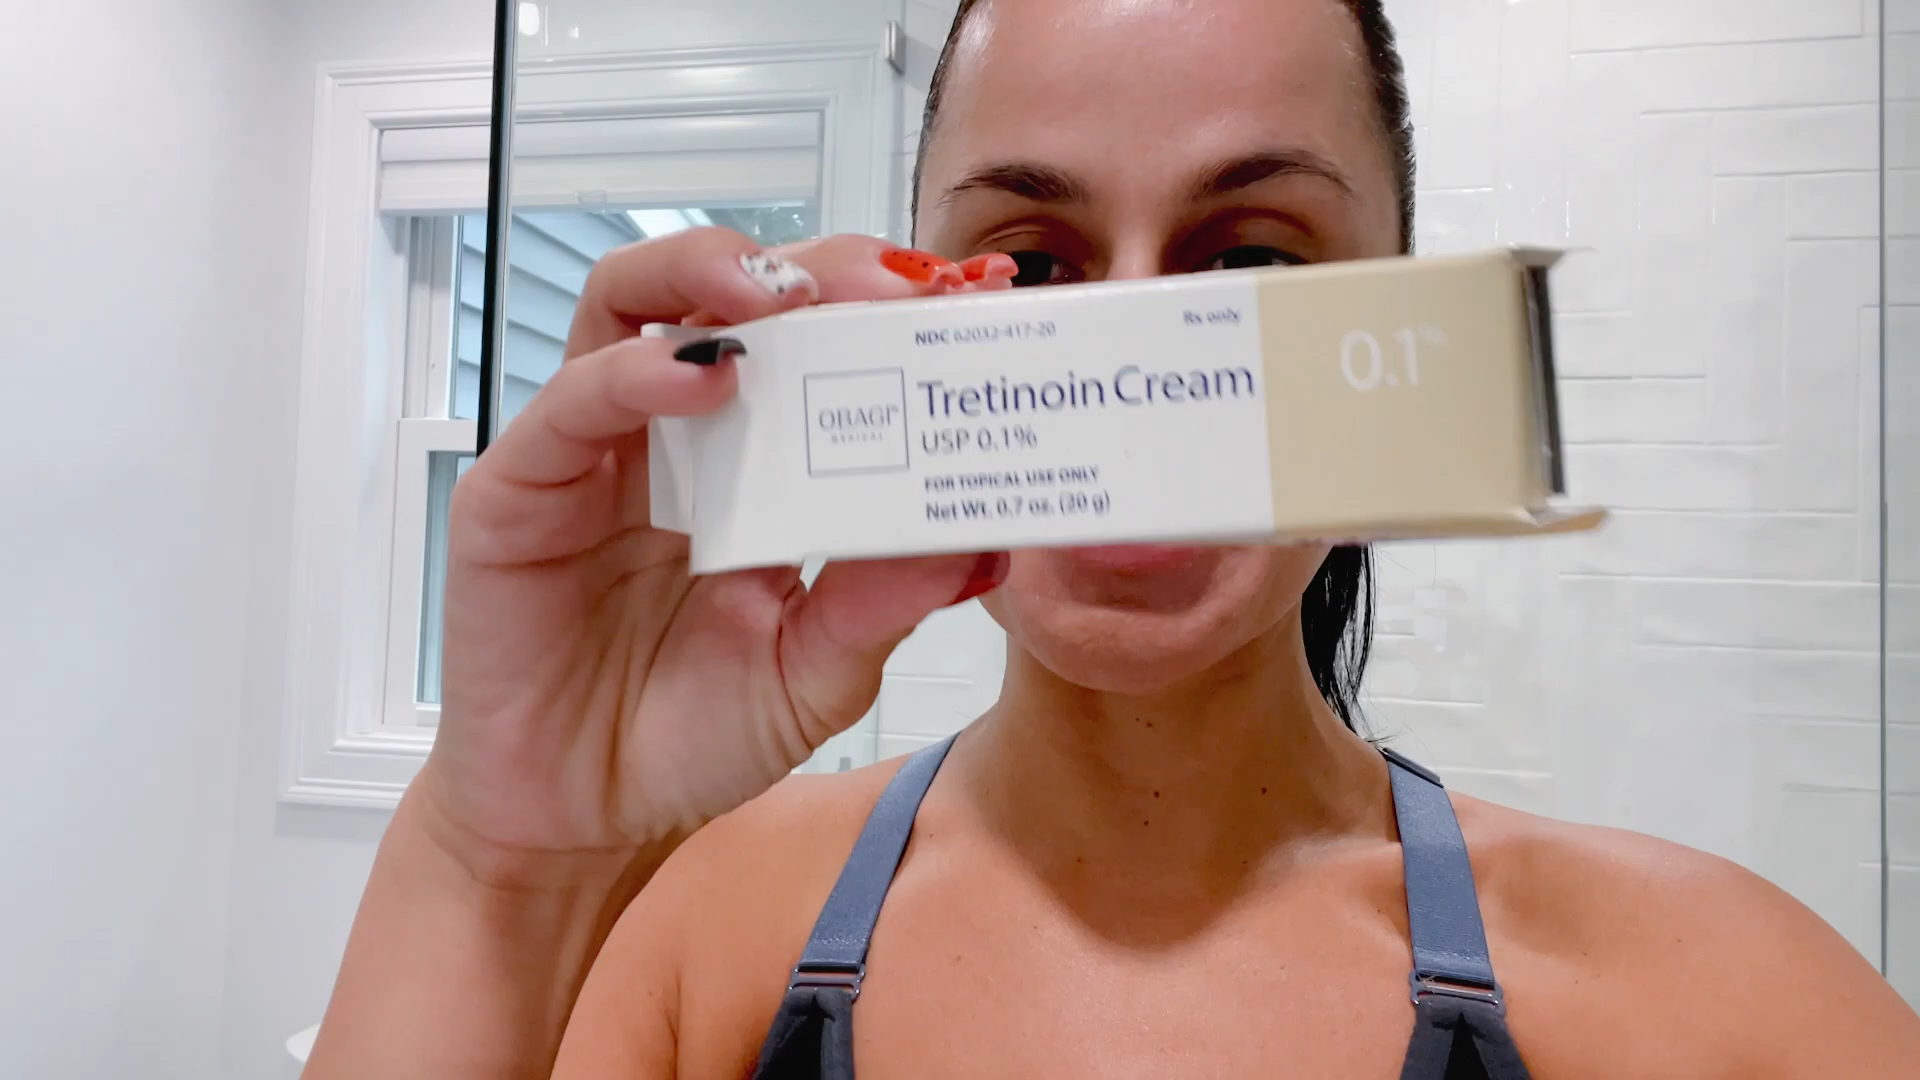 NDC 62032-417-20
Rx only
OBAGI®
MEDICAL
Tretinoin Cream
USP 0.1%
FOR TOPICAL USE ONLY
Net Wt. 0.7 oz. (20 g)
0.1%